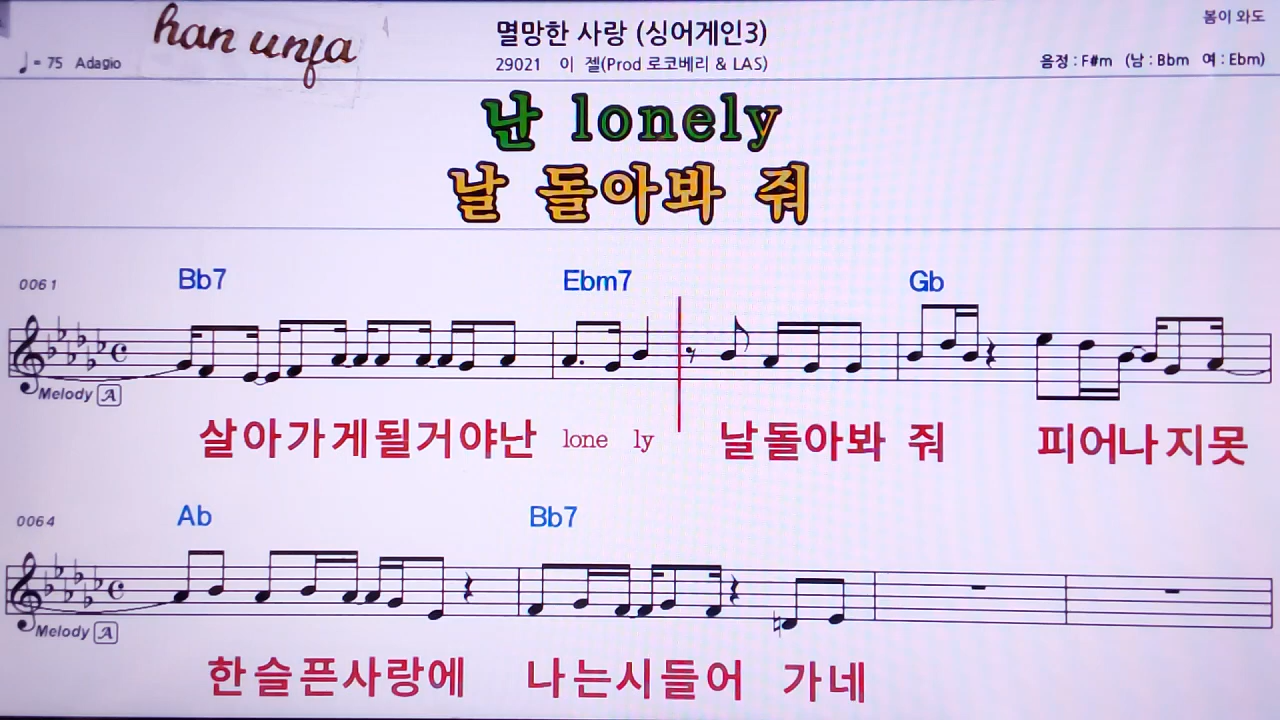 han unja
멸망한 사랑 (싱어게인3)
봄이 와도
♩= 75 Adagio
29021 이 젤(Prod 로코베리 & LAS)
음정 : F#m (남 : Bbm 여 : Ebm)
난 lonely
날 돌아봐 줘
0061 Bb7 Ebm7 Gb
Melody A
살아가게될거야난 lone ly 날돌아봐 줘 피어나지못
0064 Ab Bb7
Melody A
한슬픈사랑에 나는시들어 가네